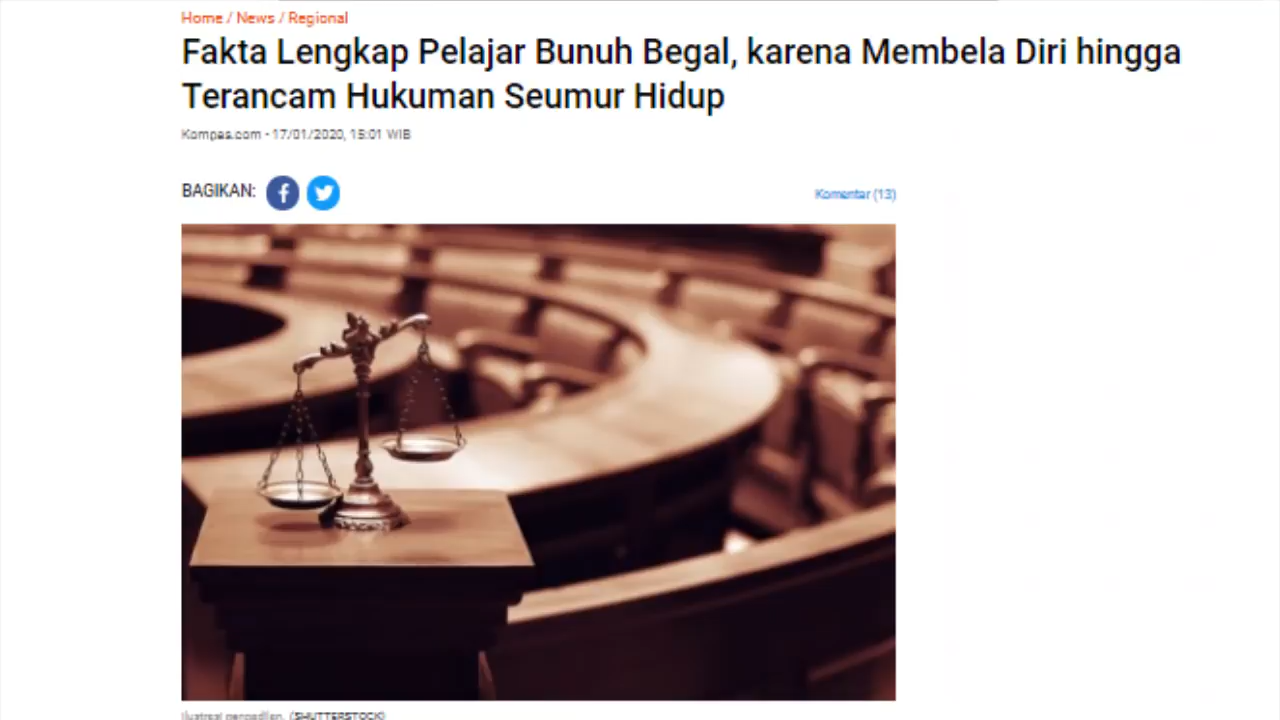 Home / News / Regional
Fakta Lengkap Pelajar Bunuh Begal, karena Membela Diri hingga
Terancam Hukuman Seumur Hidup
Kompas.com - 17/01/2020, 15:01 WIB
BAGIKAN:
Komentar (13)
Ilustrasi pengadilan. (SHUTTERSTOCK)